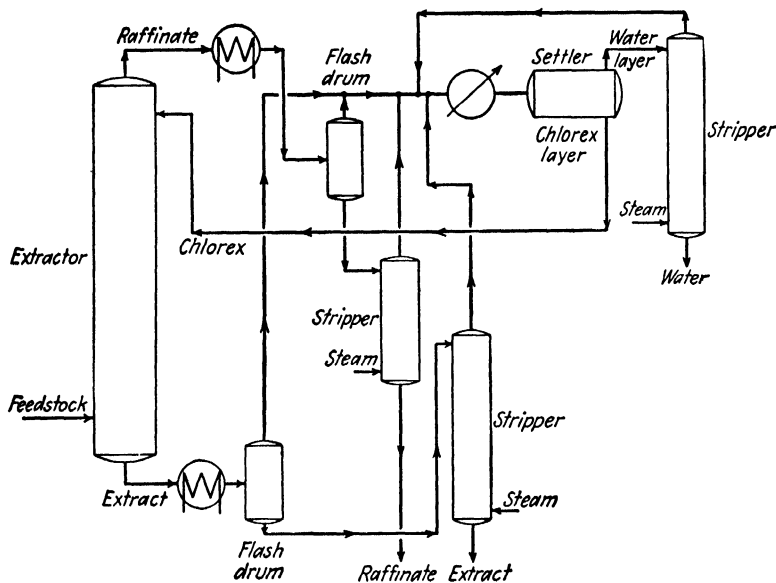 Raffinate
Flash
drum
Settler
Water
layer
Chlorex
layer
Stripper
Steam
Water
Chlorex
Extractor
Stripper
Steam
Feedstock
Stripper
Extract
Steam
Flash
drum
Raffinate
Extract